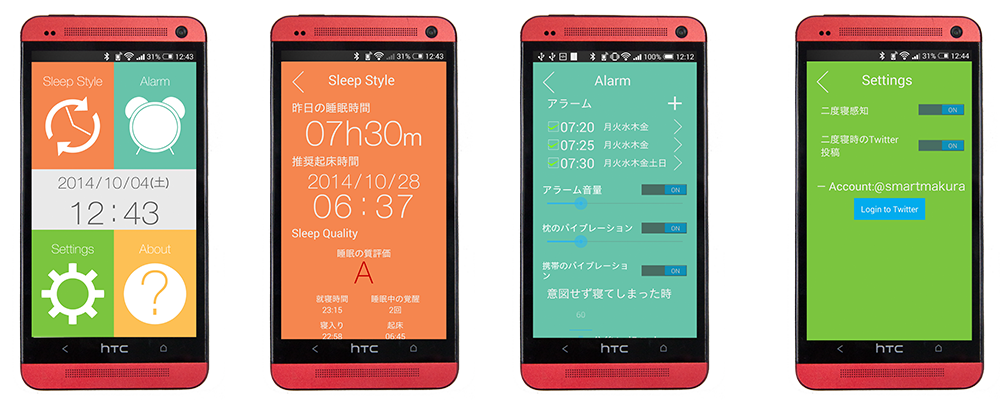 31% 12:43
Sleep Style
Alarm
2014/10/04(土)
12:43
Settings
About
hTC
31% 12:43
Sleep Style
昨日の睡眠時間
07h30m
推奨起床時間
2014/10/28
06:37
Sleep Quality
睡眠の質評価
A
就寝時間 睡眠中の覚醒
23:15 2回
寝入り 起床
22:58 06:45
hTC
100% 12:12
Alarm
アラーム +
07:20 月火水木金
07:25 月火水木金
07:30 月火水木金土日
アラーム音量 ON
枕のバイブレーション ON
携帯のバイブレーショ
ン ON
意図せず寝てしまった時
60
hTC
31% 12:44
Settings
二度寝感知 ON
二度寝時のTwitter
投稿 ON
ー Account:@smartmakura
Login to Twitter
hTC